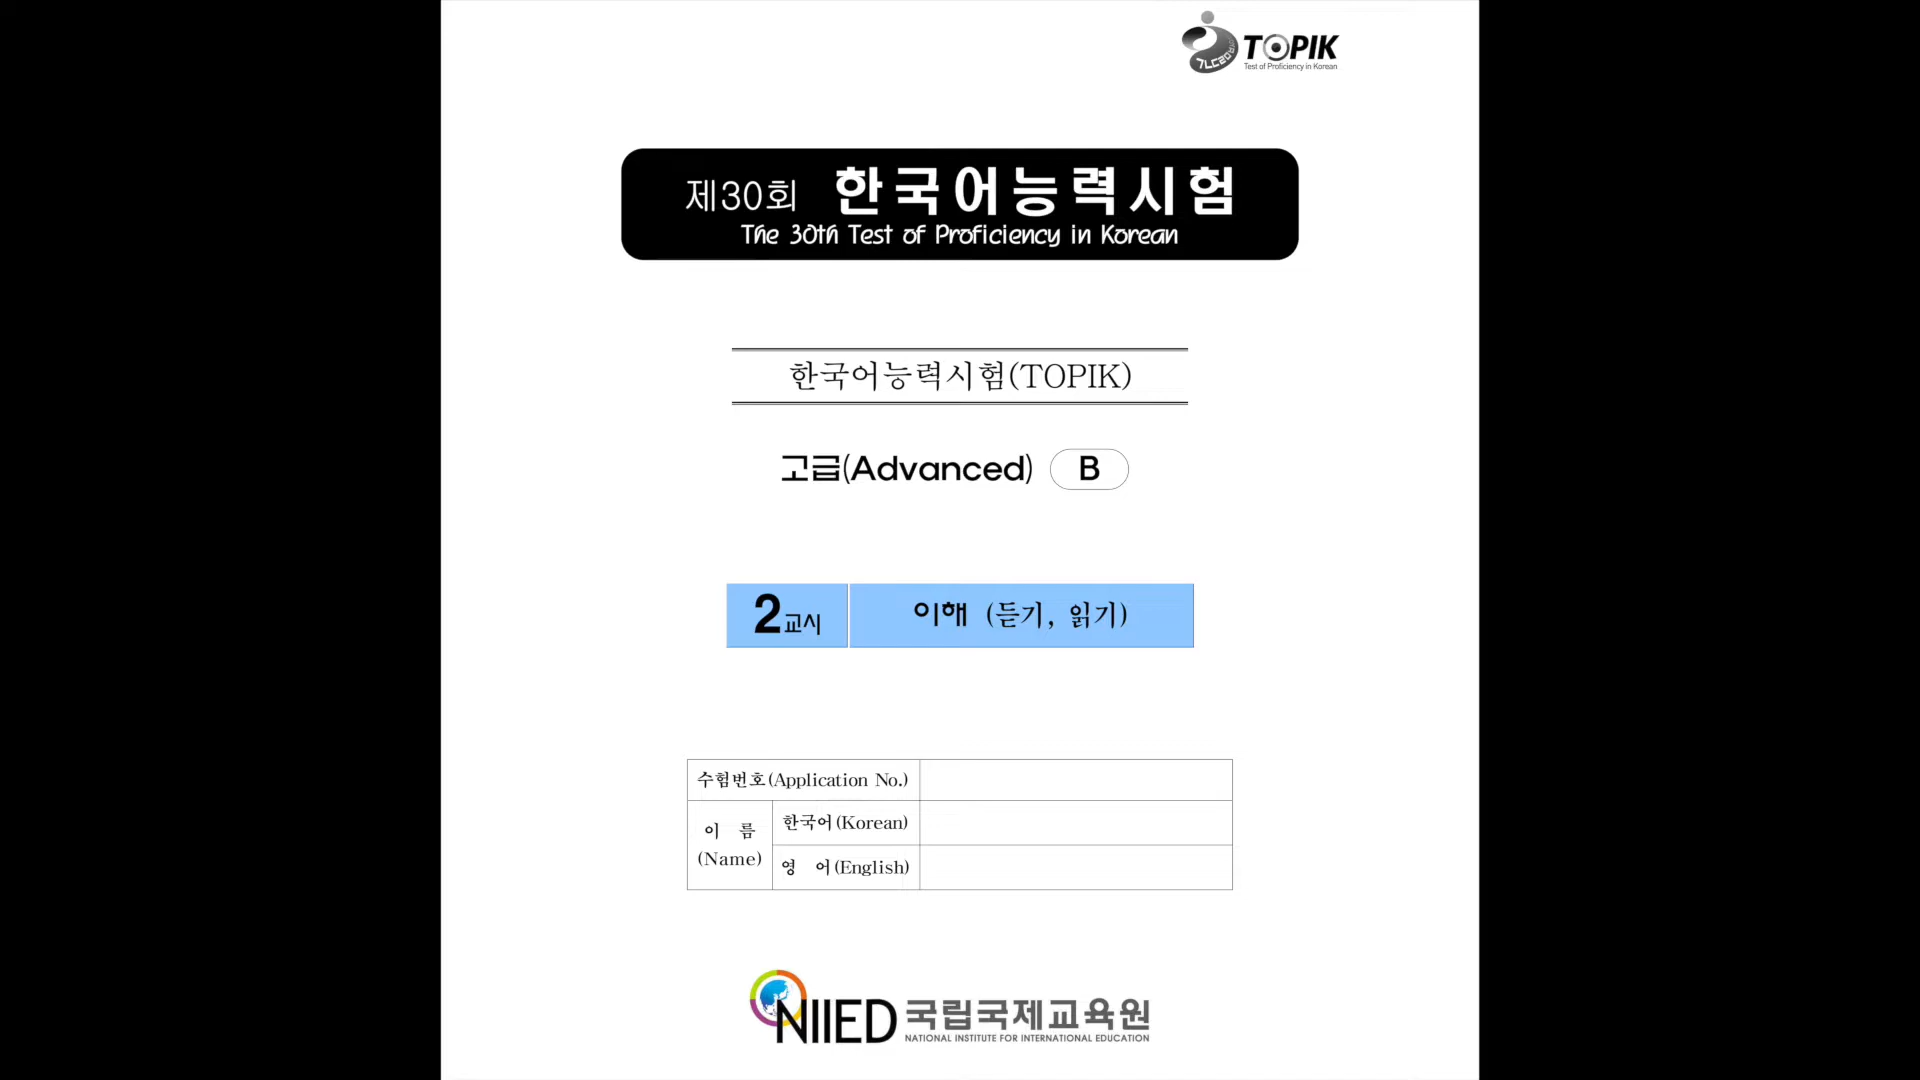 TOPIK
Test of Proficiency in Korean
제30회 한국어능력시험
The 30th Test of Proficiency in Korean
한국어능력시험(TOPIK)
고급(Advanced) B
2교시 이해 (듣기, 읽기)
수험번호(Application No.)
이 름
(Name)
한국어(Korean)
영 어(English)
NIIED 국립국제교육원
NATIONAL INSTITUTE FOR INTERNATIONAL EDUCATION